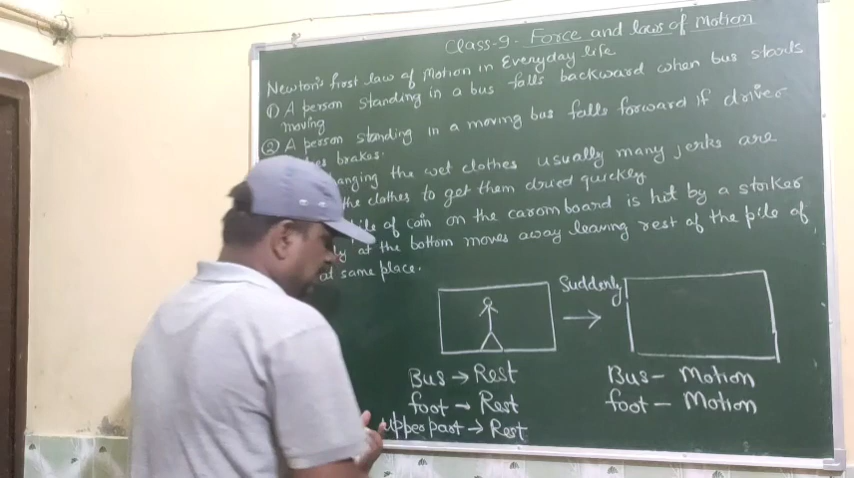 Class-9- Force and laws of Motion
Newton's first law of Motion in Everyday life
① A person standing in a bus falls backward when bus starts
moving
② A person standing in a moving bus falls forward if driver
brakes.
anging the wet clothes usually many jerks are
the clothes to get them dried quickly
pile of coin on the caromboard is hit by a striker
ly at the bottom moves away leaving rest of the pile of
at same place.
Suddenly
Bus → Rest
foot → Rest
upper part → Rest
Bus - Motion
foot - Motion